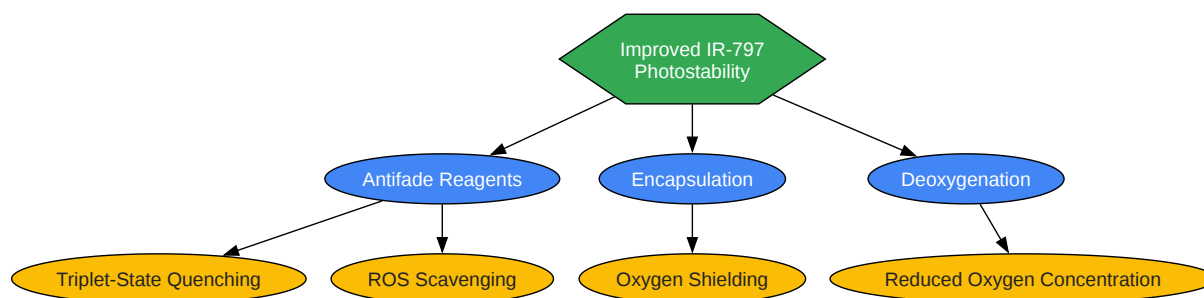 Improved IR-797
Photostability
Antifade Reagents
Encapsulation
Deoxygenation
Triplet-State Quenching
ROS Scavenging
Oxygen Shielding
Reduced Oxygen Concentration